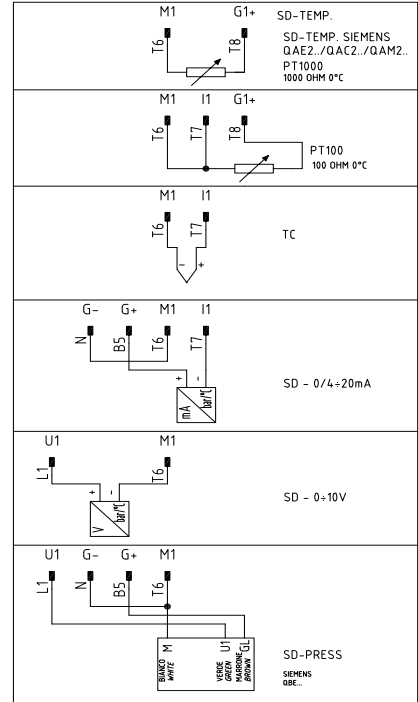 M1 G1+ SD-TEMP.
T6 T8 SD-TEMP. SIEMENS
QAE2../QAC2../QAM2..
PT1000
1000 OHM 0°C
M1 I1 G1+
T6 T7 T8
PT100
100 OHM 0°C
M1 I1
T6 T7
TC
- +
G- G+ M1 I1
N B5 T6 T7
+ -
mA bar/°C
SD - 0/4÷20mA
U1 M1
L1 T6
+ -
V bar/°C
SD - 0÷10V
U1 G- G+ M1
L1 N B5 T6
M U1 GL
BIANCO
WHITE
VERDE
GREEN
MARRONE
BROWN
SD-PRESS
SIEMENS
QBE...